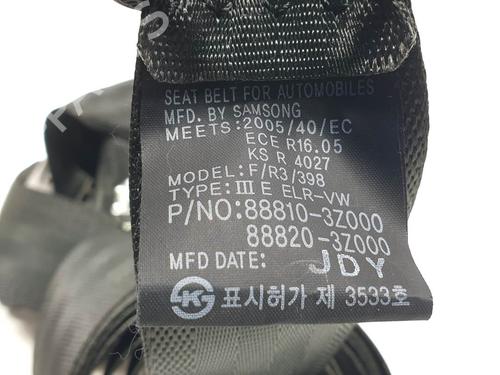 SEAT BELT FOR AUTOMOBILES
MFD. BY SAMSONG
MEETS:2005/40/EC
ECE R16.05
KS R 4027
MODEL:F/R3/398
TYPE:III E ELR-VW
P/NO:88810-3Z000
88820-3Z000
MFD DATE: JDY
표시허가 제 3533호